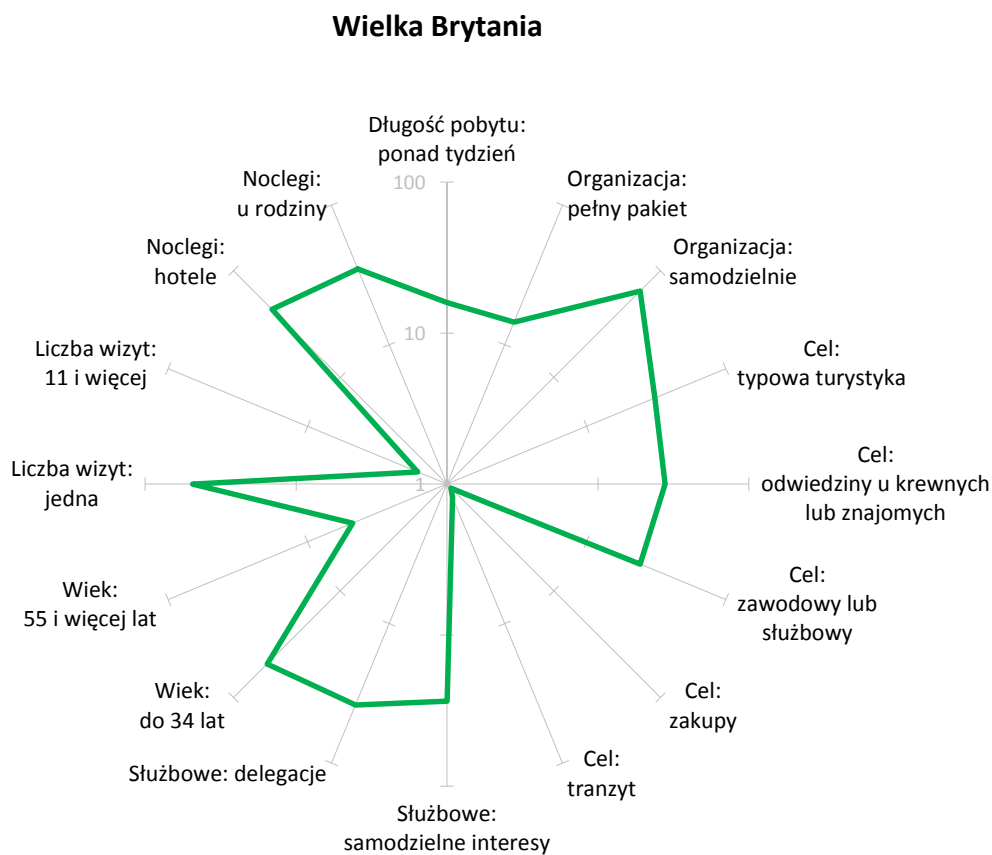 Wielka Brytania
Długość pobytu:
ponad tydzień
100
10
1
Organizacja:
pełny pakiet
Organizacja:
samodzielnie
Cel:
typowa turystyka
Cel:
odwiedziny u krewnych
lub znajomych
Cel:
zawodowy lub
służbowy
Cel:
zakupy
Cel:
tranzyt
Służbowe:
samodzielne interesy
Służbowe: delegacje
Wiek:
do 34 lat
Wiek:
55 i więcej lat
Liczba wizyt:
jedna
Liczba wizyt:
11 i więcej
Noclegi:
hotele
Noclegi:
u rodziny